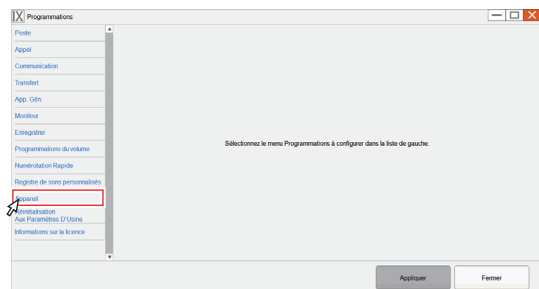 Programmations
Poste
Appel
Communication
Transfert
App. Gén.
Moniteur
Enregistrer
Programmations du volume
Numérotation Rapide
Registre de sons personnalisés
Appareil
Réinitialisation
Aux Paramètres D'Usine
Informations sur la licence
Sélectionnez le menu Programmations à configurer dans la liste de gauche.
Appliquer
Fermer